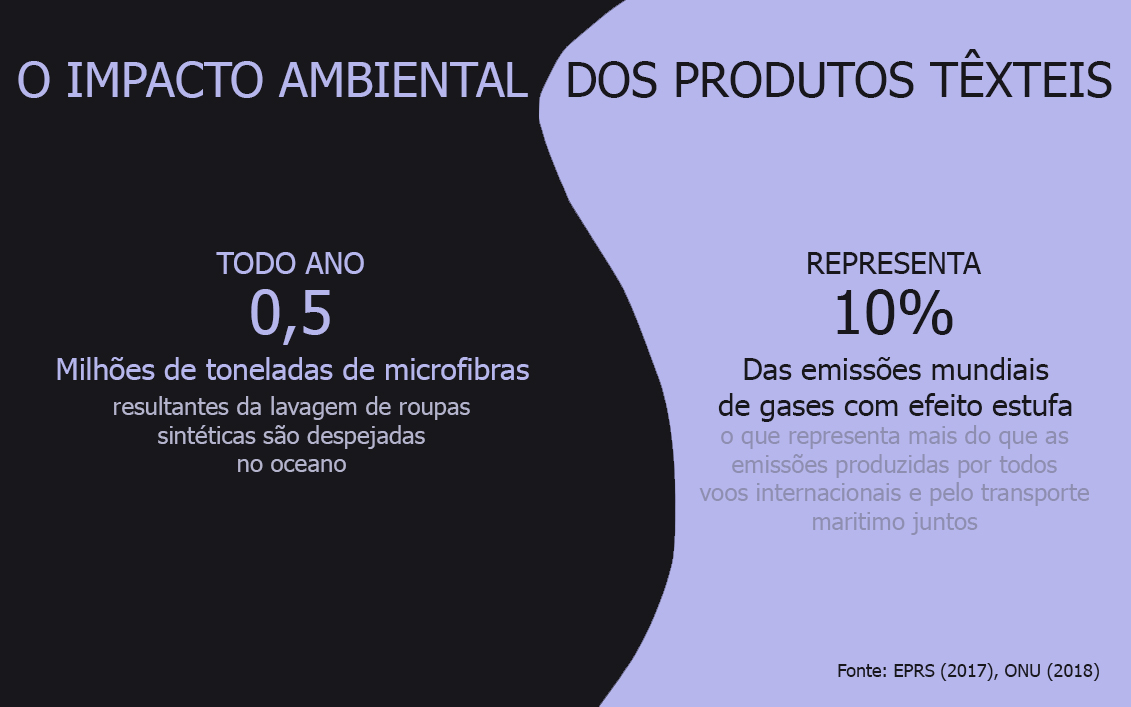 O IMPACTO AMBIENTAL DOS PRODUTOS TÊXTEIS
TODO ANO
0,5
Milhões de toneladas de microfibras
resultantes da lavagem de roupas
sintéticas são despejadas
no oceano
REPRESENTA
10%
Das emissões mundiais
de gases com efeito estufa
o que representa mais do que as
emissões produzidas por todos
voos internacionais e pelo transporte
maritimo juntos
Fonte: EPRS (2017), ONU (2018)